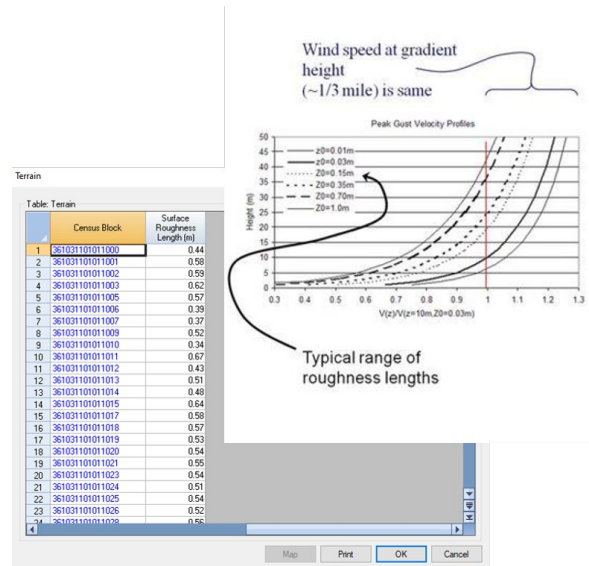 Wind speed at gradient
height
(~1/3 mile) is same
Peak Gust Velocity Profiles
50
45
40
35
30
25
20
15
10
5
0
Height (m)
z0=0.01m
z0=0.03m
Z0=0.15m
Z0=0.35m
Z0=0.70m
Z0=1.0m
0.3 0.4 0.5 0.6 0.7 0.8 0.9 1 1.1 1.2 1.3
V(z)/V(z=10m,Z0=0.03m)
Typical range of
roughness lengths
Terrain
Table: Terrain
Census Block
Surface
Roughness
Length (m)
1 361031101011000 0.44
2 361031101011001 0.58
3 361031101011002 0.59
4 361031101011003 0.62
5 361031101011005 0.57
6 361031101011006 0.39
7 361031101011007 0.37
8 361031101011009 0.52
9 361031101011010 0.34
10 361031101011011 0.67
11 361031101011012 0.43
12 361031101011013 0.51
13 361031101011014 0.48
14 361031101011015 0.64
15 361031101011017 0.58
16 361031101011018 0.57
17 361031101011019 0.53
18 361031101011020 0.54
19 361031101011021 0.55
20 361031101011023 0.54
21 361031101011024 0.51
22 361031101011025 0.54
23 361031101011026 0.52
24 361031101011028 0.56
Map Print OK Cancel